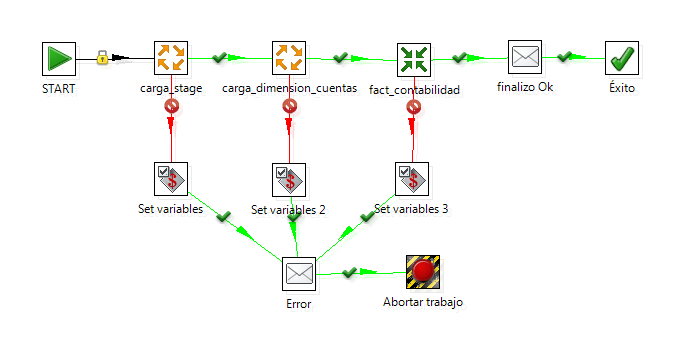 START
carga_stage
carga_dimension_cuentas
fact_contabilidad
finalizo Ok
Éxito
Set variables
Set variables 2
Set variables 3
Error
Abortar trabajo